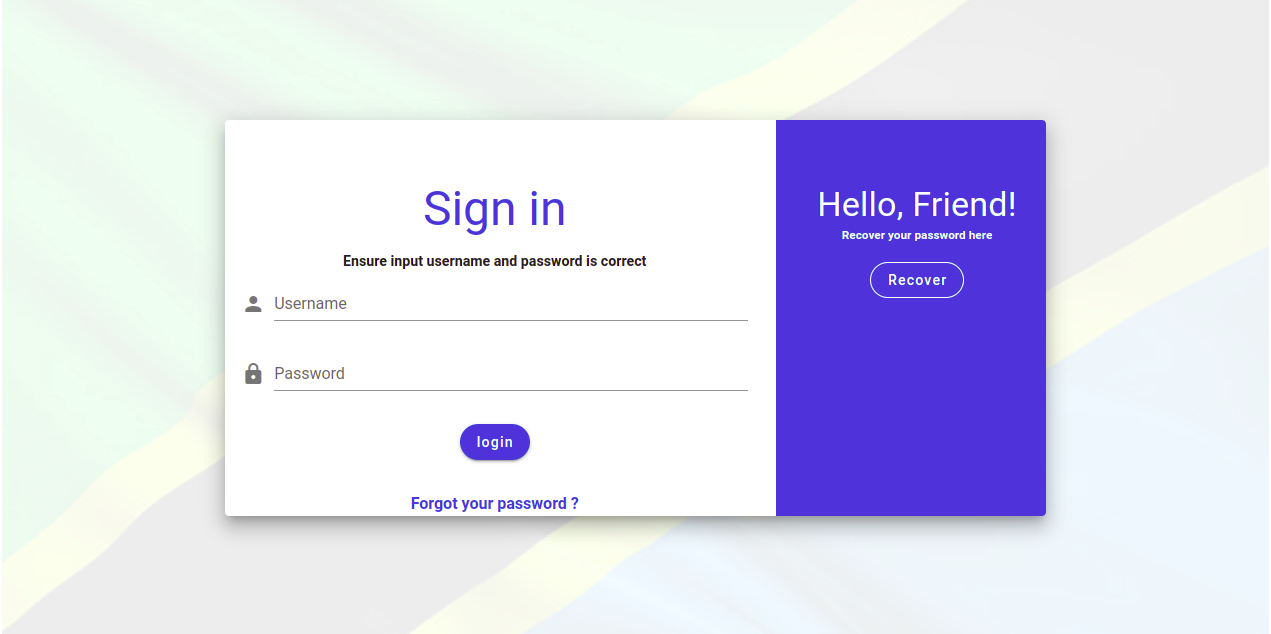 Sign in
Ensure input username and password is correct
Username
Password
login
Forgot your password ?
Hello, Friend!
Recover your password here
Recover